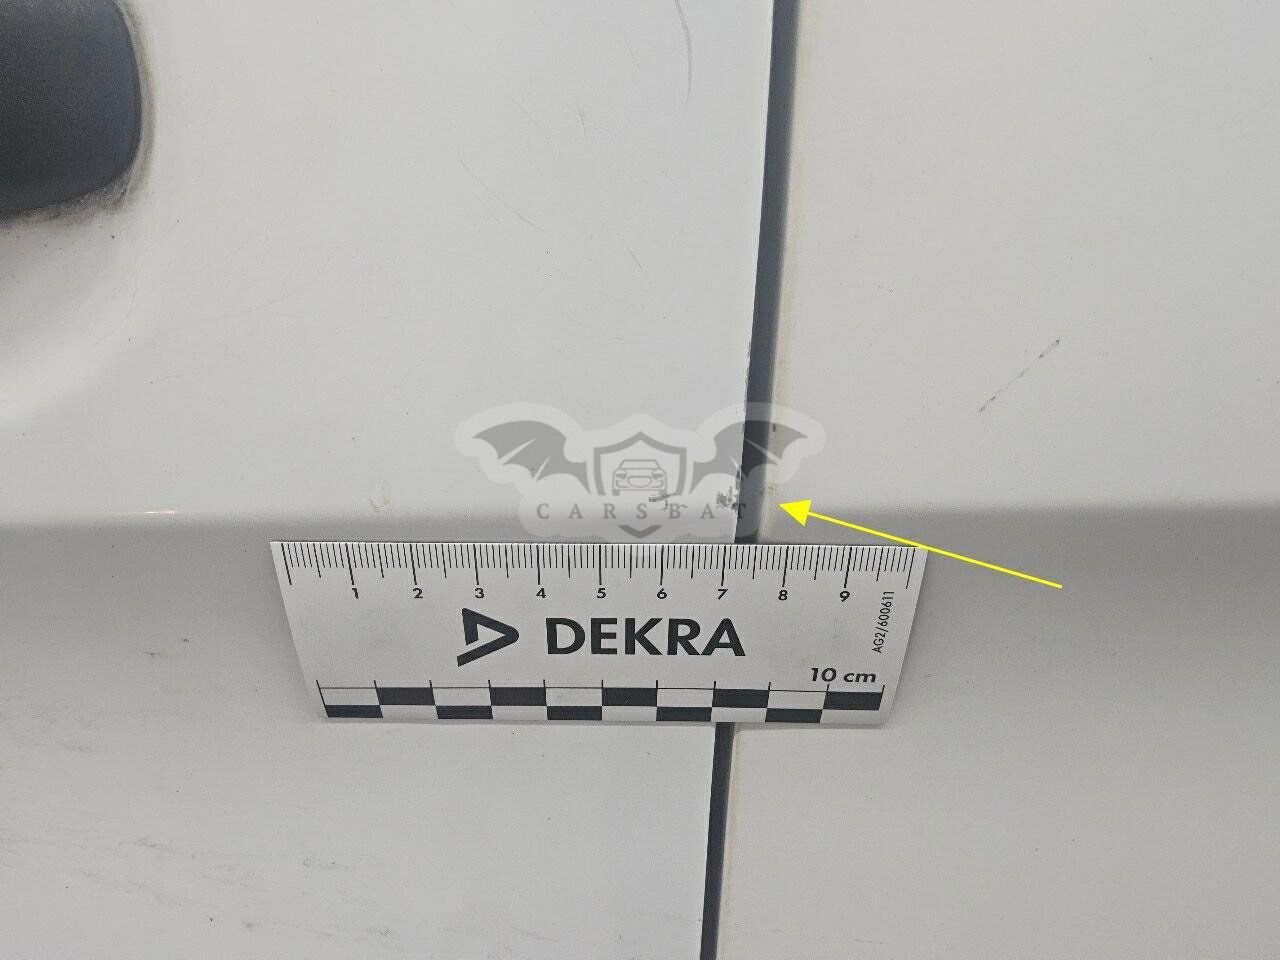 CARSBAT
1 2 3 4 5 6 7 8 9
DEKRA
AG2/600611
10 cm